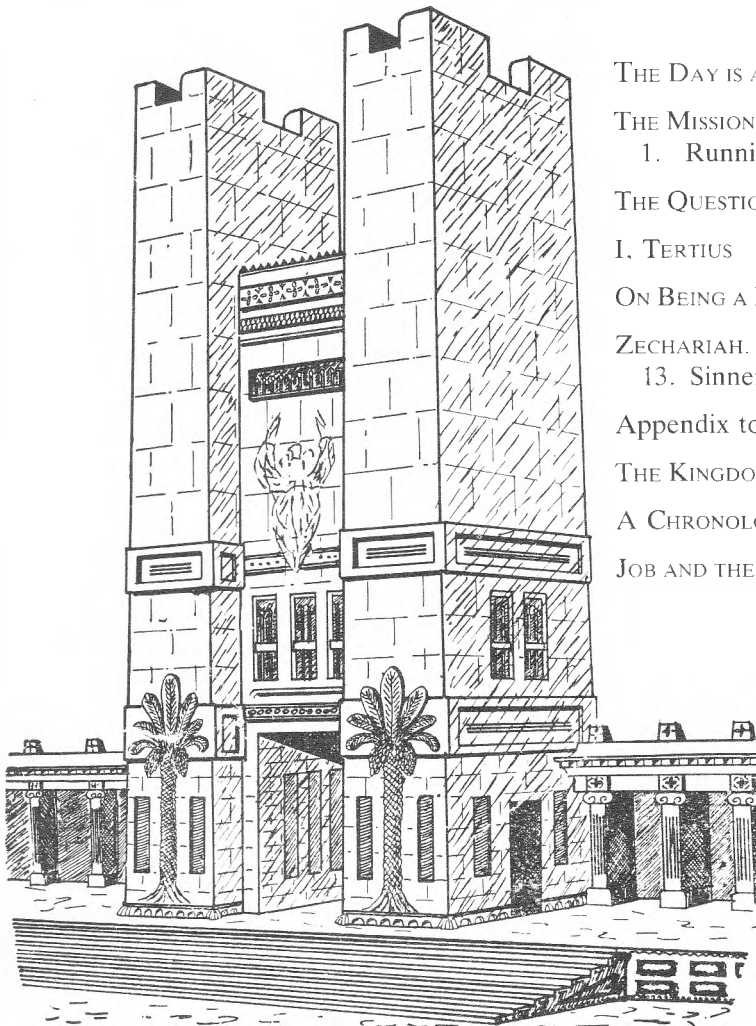 THE DAY IS A
THE MISSION
1. Runni
THE QUESTIO
I, TERTIUS
ON BEING A
ZECHARIAH.
13. Sinne
Appendix to
THE KINGDO
A CHRONOLO
JOB AND THE